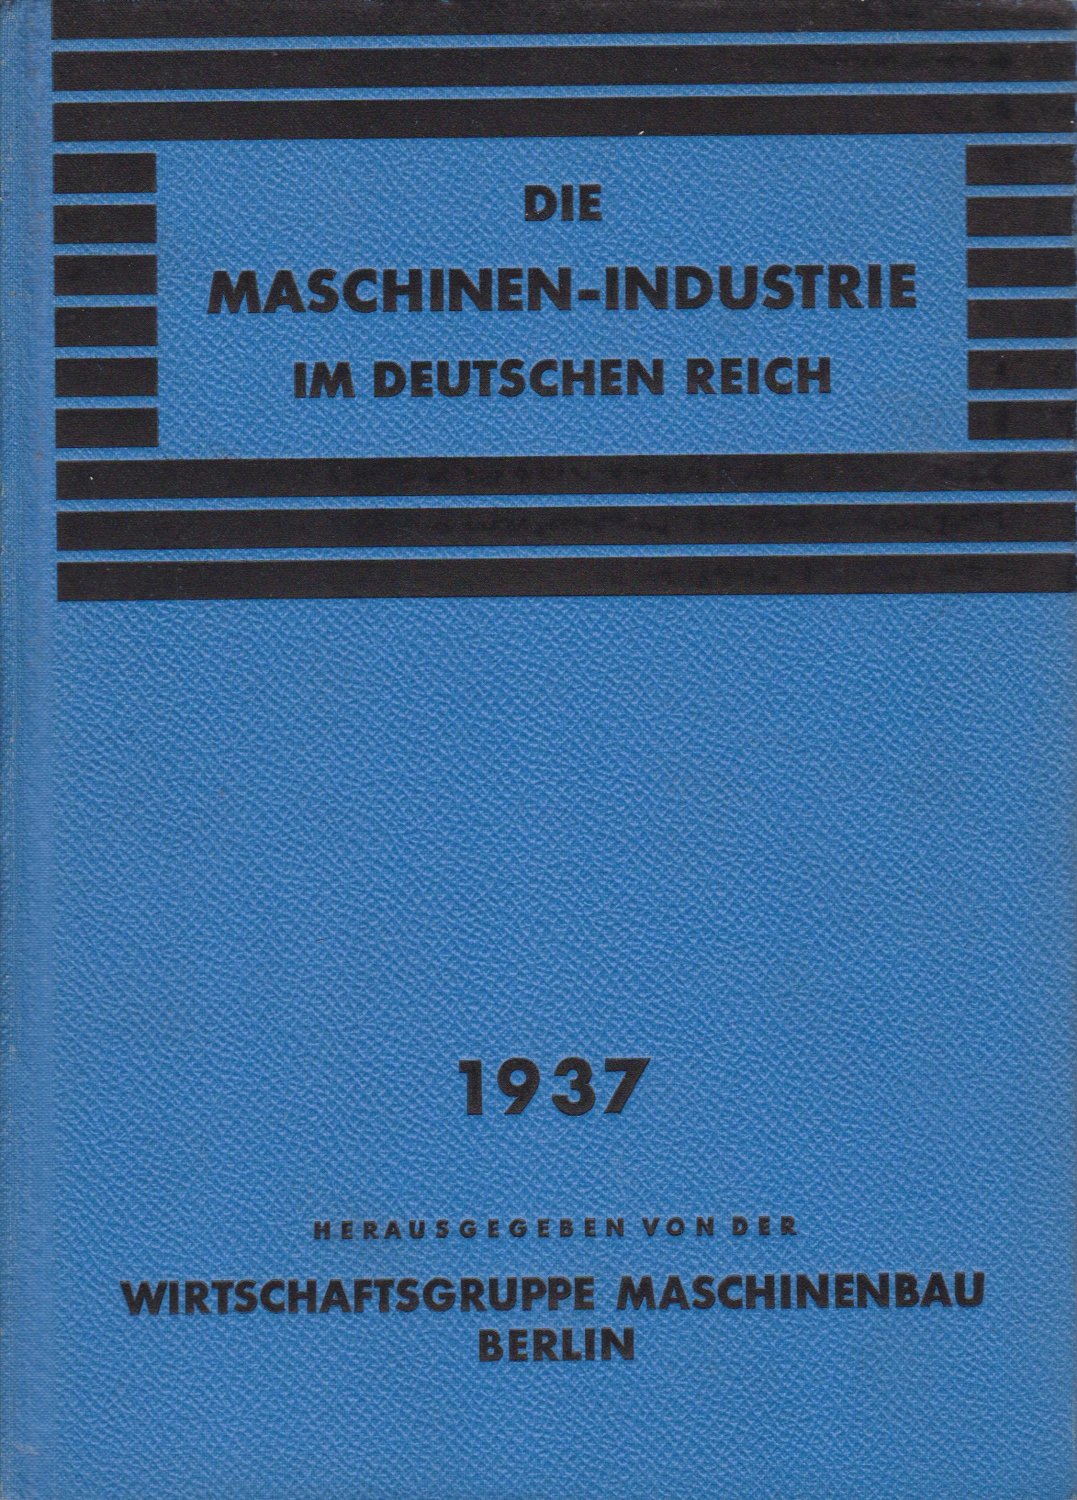 DIE
MASCHINEN-INDUSTRIE
IM DEUTSCHEN REICH
1937
HERAUSGEGEBEN VON DER
WIRTSCHAFTSGRUPPE MASCHINENBAU
BERLIN